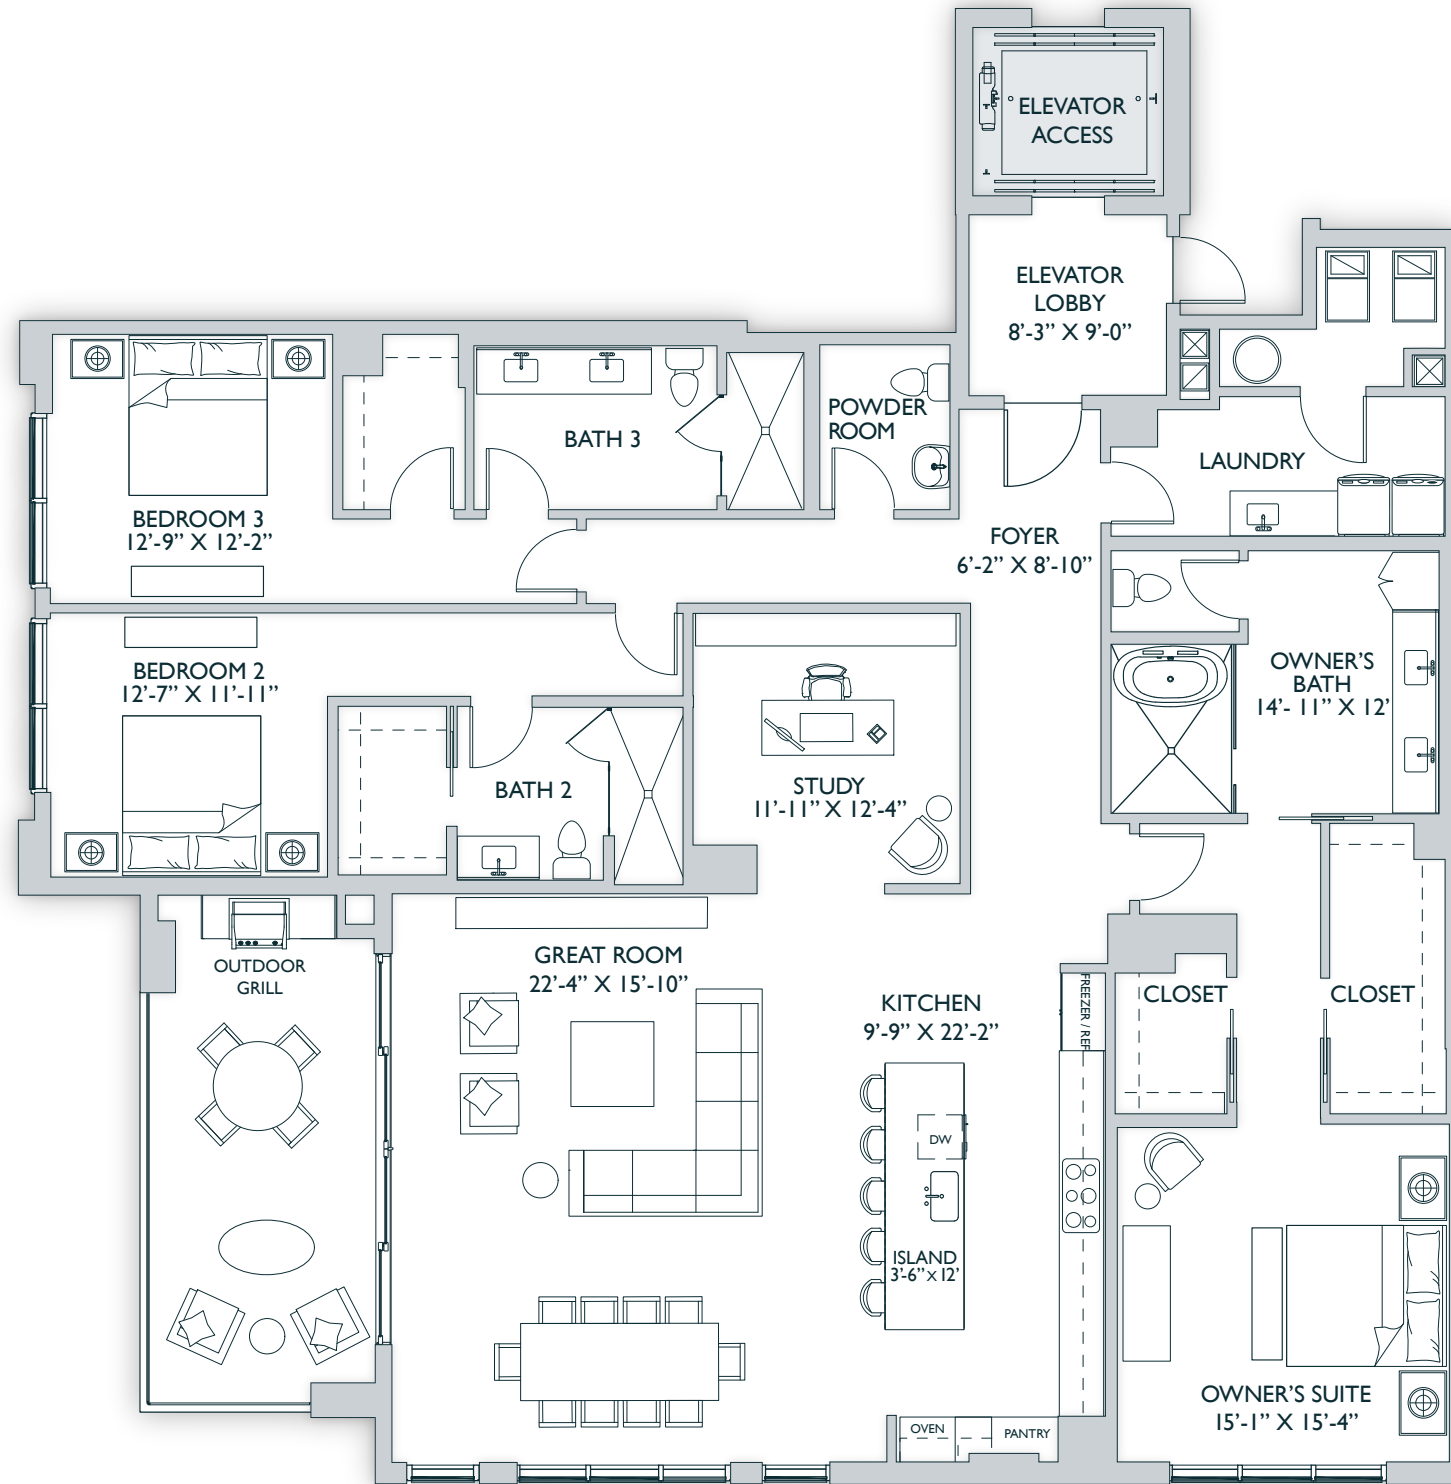 ELEVATOR
ACCESS
ELEVATOR
LOBBY
8'-3” X 9'-0”
POWDER
ROOM
BATH 3
LAUNDRY
BEDROOM 3
12'-9” X 12'-2”
FOYER
6'-2” X 8'-10”
BEDROOM 2
12'-7” X 11'-11”
OWNER'S
BATH
14'- 11” X 12'
BATH 2
STUDY
11'-11” X 12'-4”
OUTDOOR
GRILL
GREAT ROOM
22'-4” X 15'-10”
KITCHEN
9'-9” X 22'-2”
FREEZER / REF
CLOSET
CLOSET
DW
ISLAND
3'-6” X 12'
OWNER'S SUITE
15'-1” X 15'-4”
OVEN
PANTRY